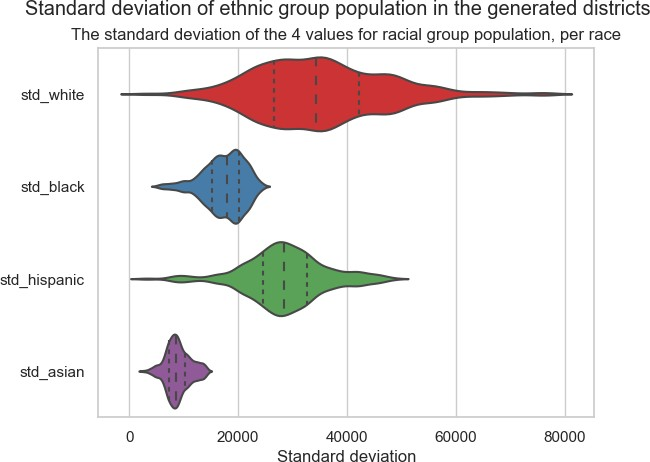 Standard deviation of ethnic group population in the generated districts
The standard deviation of the 4 values for racial group population, per race
std_white
std_black
std_hispanic
std_asian
0 20000 40000 60000 80000
Standard deviation